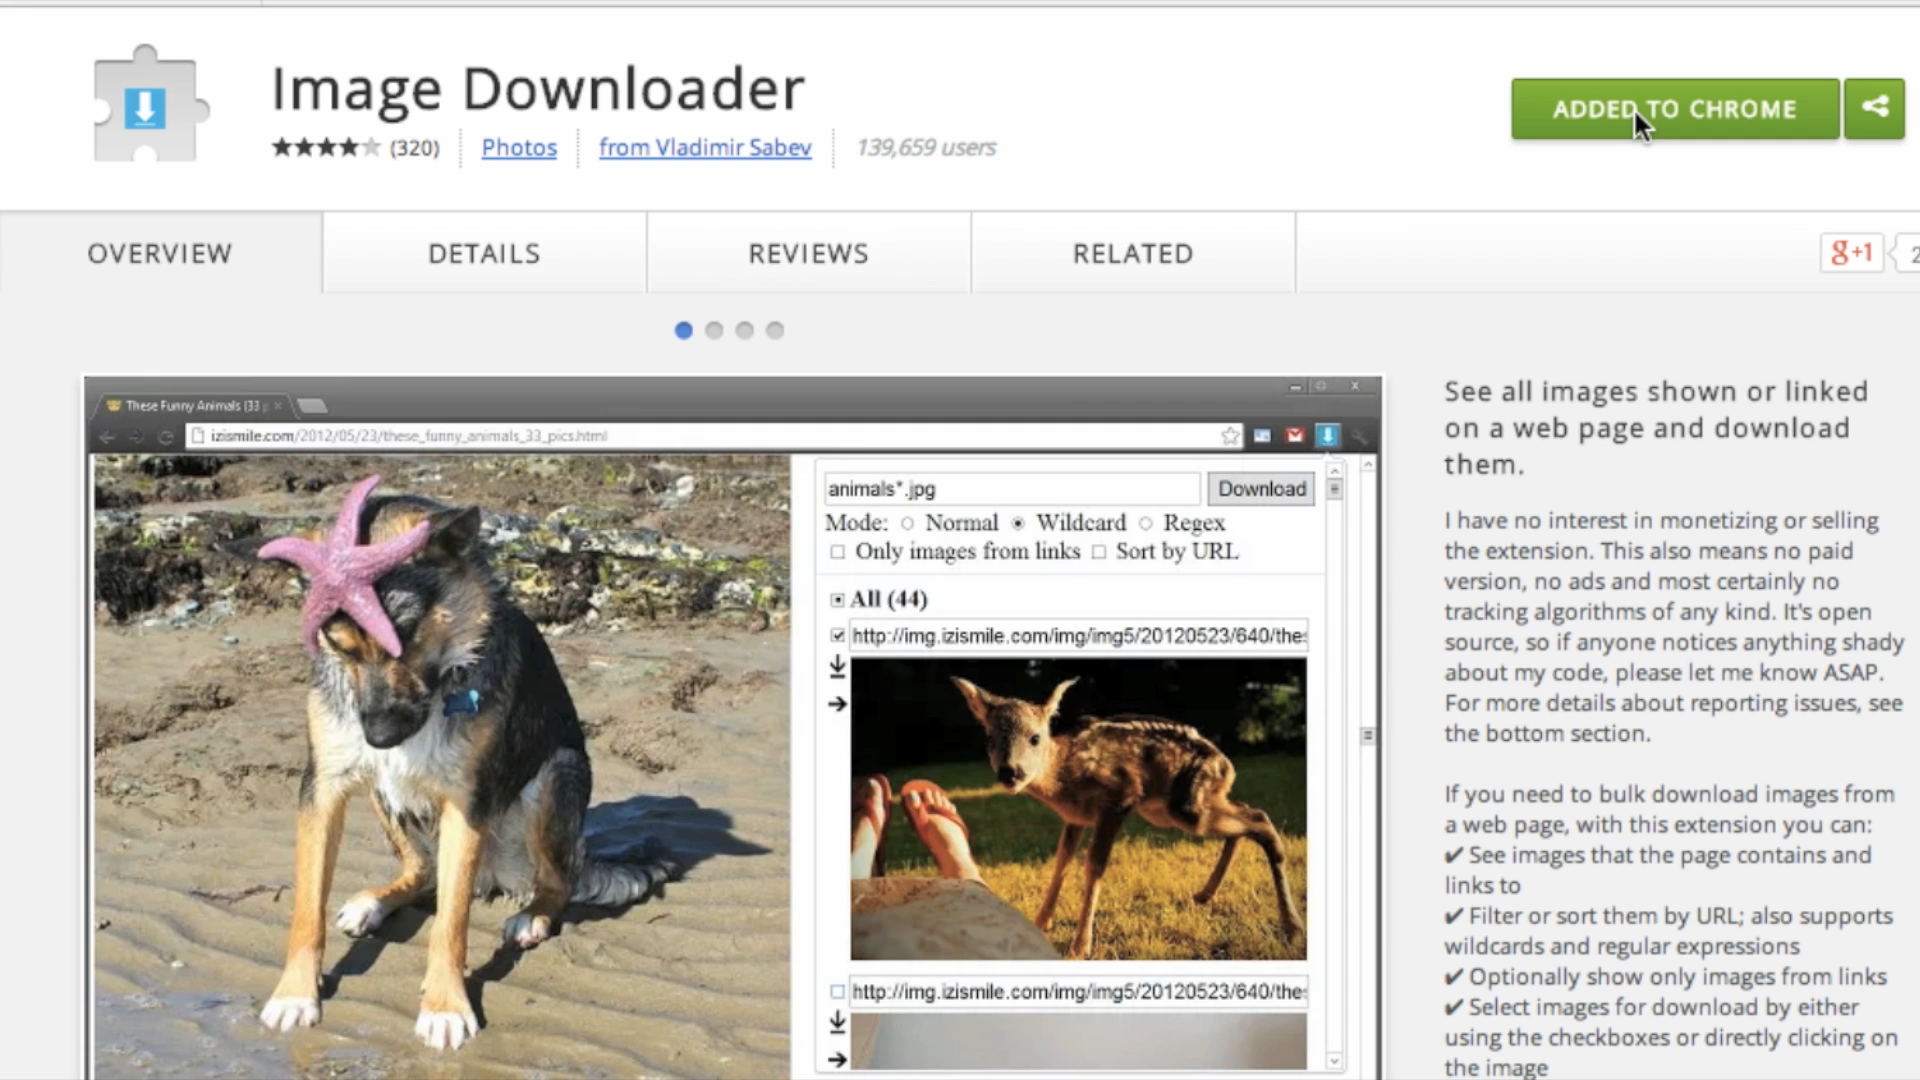 Image Downloader
(320)
Photos
from Vladimir Sabev
139,659 users
ADDED TO CHROME
OVERVIEW
DETAILS
REVIEWS
RELATED
g+1
These Funny Animals (33
izismile.com/2012/05/23/these_funny_animals_33_pics.html
animals*.jpg
Download
Mode: Normal Wildcard Regex
Only images from links Sort by URL
All (44)
http://img.izismile.com/img/img5/20120523/640/the
http://img.izismile.com/img/img5/20120523/640/the
See all images shown or linked
on a web page and download
them.
I have no interest in monetizing or selling
the extension. This also means no paid
version, no ads and most certainly no
tracking algorithms of any kind. It's open
source, so if anyone notices anything shady
about my code, please let me know ASAP.
For more details about reporting issues, see
the bottom section.
If you need to bulk download images from
a web page, with this extension you can:
✔ See images that the page contains and
links to
✔ Filter or sort them by URL; also supports
wildcards and regular expressions
✔ Optionally show only images from links
✔ Select images for download by either
using the checkboxes or directly clicking on
the image